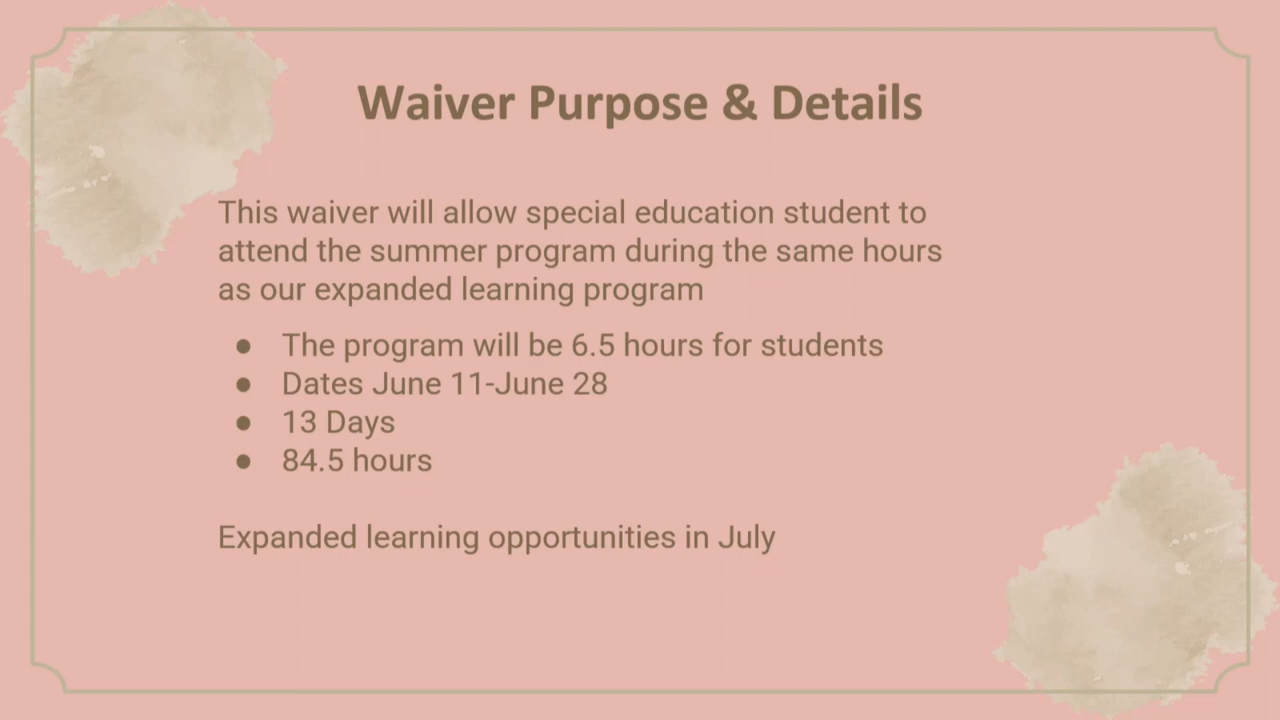 Waiver Purpose & Details
This waiver will allow special education student to
attend the summer program during the same hours
as our expanded learning program
● The program will be 6.5 hours for students
● Dates June 11-June 28
● 13 Days
● 84.5 hours
Expanded learning opportunities in July